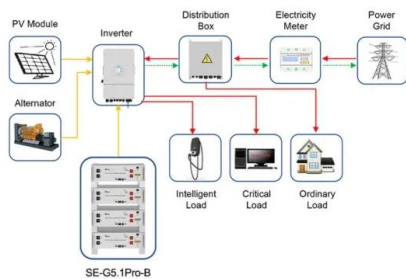 PV Module
Inverter
Distribution
Box
Electricity
Meter
Power
Grid
Alternator
Intelligent
Load
Critical
Load
Ordinary
Load
SE-G5.1Pro-B